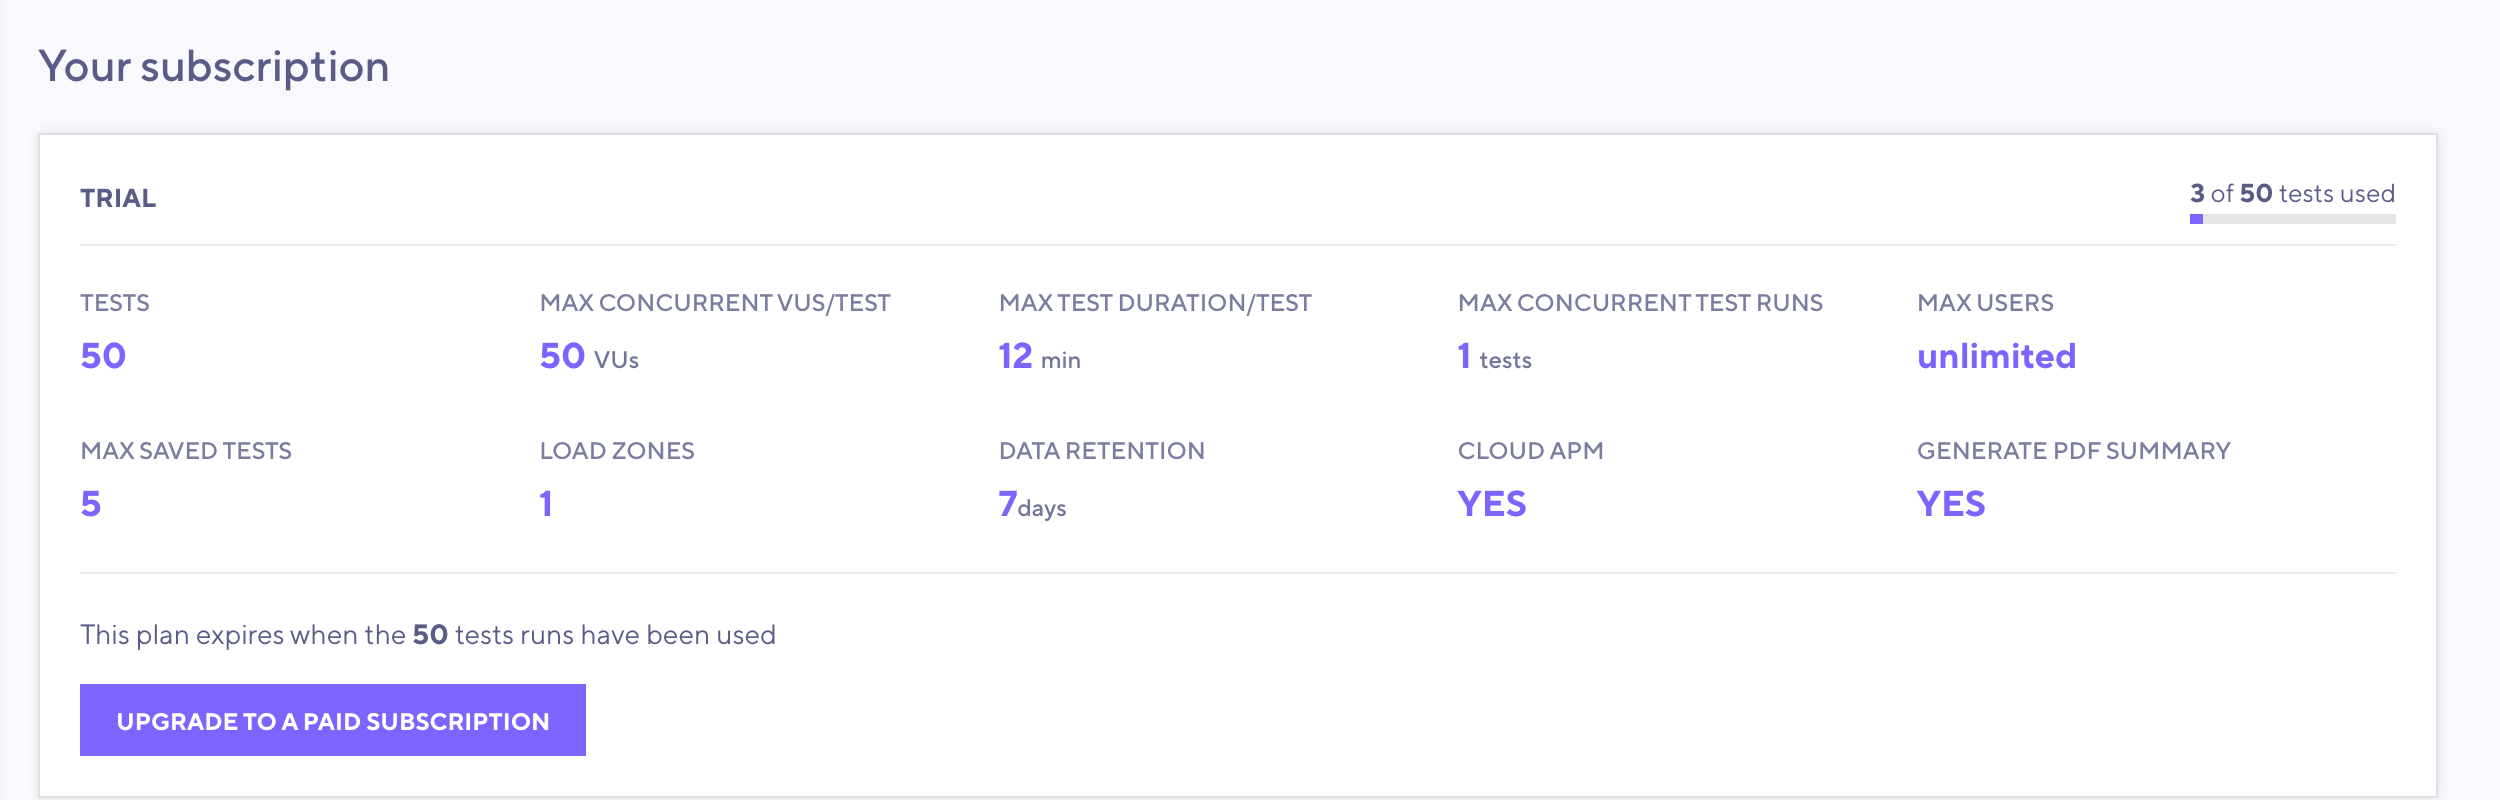 Your subscription
TRIAL
3 of 50 tests used
TESTS
MAX CONCURRENT VUS/TEST
MAX TEST DURATION/TEST
MAX CONCURRENT TEST RUNS
MAX USERS
50
50 VUs
12 min
1 tests
unlimited
MAX SAVED TESTS
LOAD ZONES
DATA RETENTION
CLOUD APM
GENERATE PDF SUMMARY
5
1
7days
YES
YES
This plan expires when the 50 tests runs have been used
UPGRADE TO A PAID SUBSCRIPTION